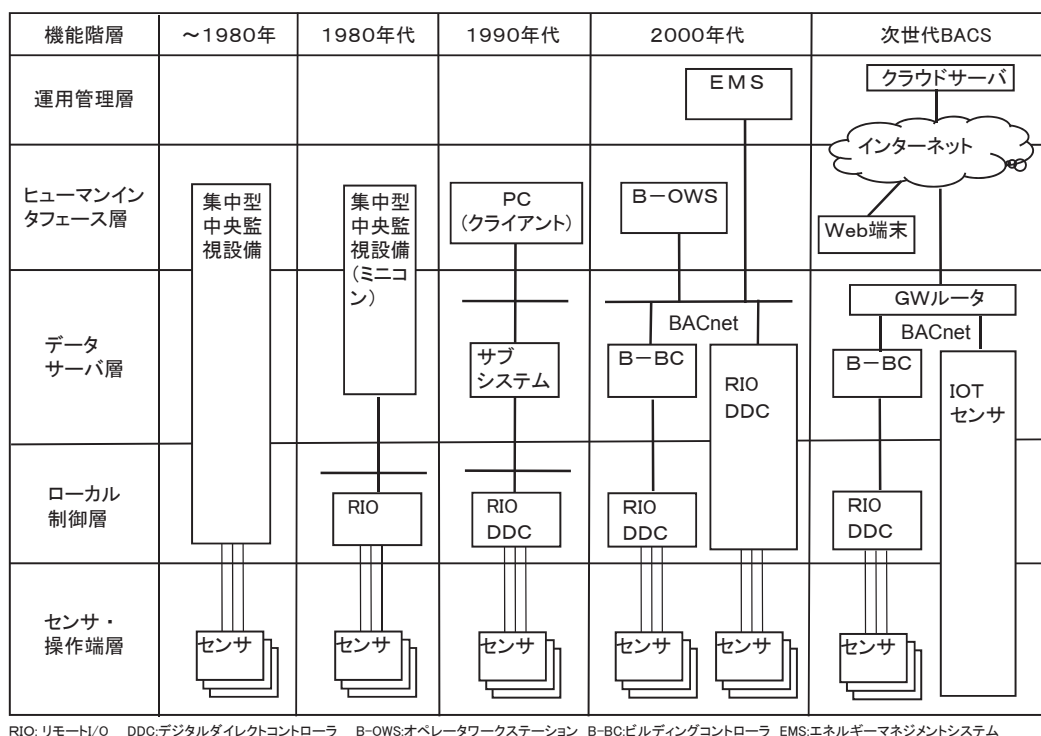 機能階層
～1980年
1980年代
1990年代
2000年代
次世代BACS
運用管理層
EMS
クラウドサーバ
インターネット
ヒューマンイン
タフェース層
集中型
中央監
視設備
集中型
中央監
視設備
(ミニコ
ン)
PC
(クライアント)
B－OWS
Web端末
データ
サーバ層
サブ
システム
BACnet
B－BC
RIO
DDC
GWルータ
BACnet
B－BC
IOT
センサ
ローカル
制御層
RIO
RIO
DDC
RIO
DDC
RIO
DDC
センサ・
操作端層
センサ
センサ
センサ
センサ
センサ
センサ
RIO: リモートI/O DDC:デジタルダイレクトコントローラ B-OWS:オペレータワークステーション B-BC:ビルディングコントローラ EMS:エネルギーマネジメントシステム